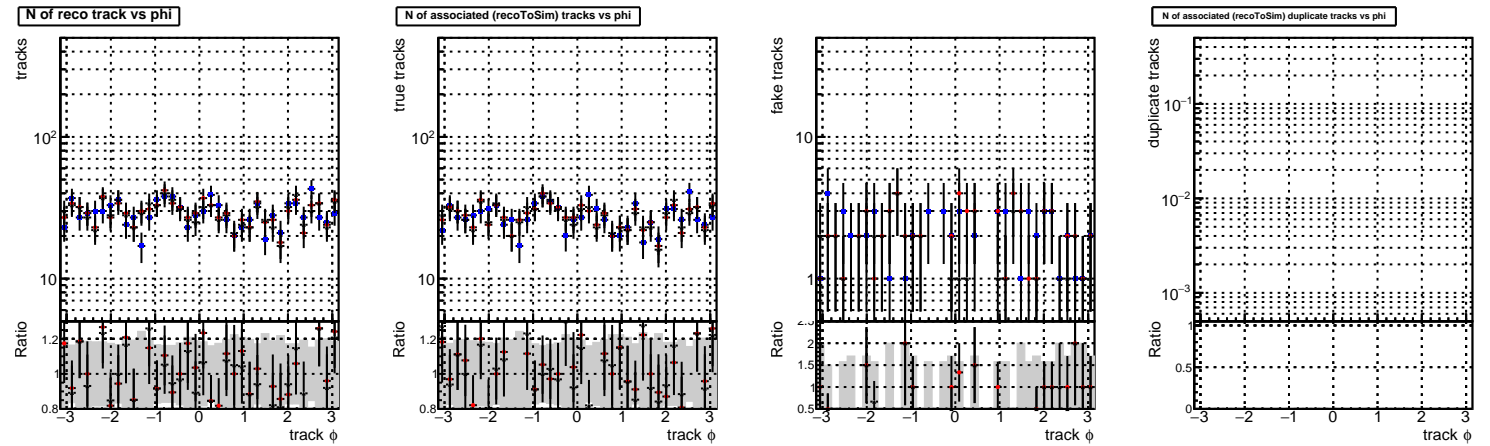 N of reco track vs phi
tracks
10²
10
Ratio
1.2
1
0.8
−3 −2 −1 0 1 2 3
track ϕ
N of associated (recoToSim) tracks vs phi
true tracks
10²
10
Ratio
1.2
1
0.8
−3 −2 −1 0 1 2 3
track ϕ
fake tracks
10
1
Ratio
2.5
2
1.5
1
0.5
−3 −2 −1 0 1 2 3
track ϕ
N of associated (recoToSim) duplicate tracks vs phi
duplicate tracks
10⁻¹
10⁻²
10⁻³
Ratio
1
0.5
0
−3 −2 −1 0 1 2 3
track ϕ